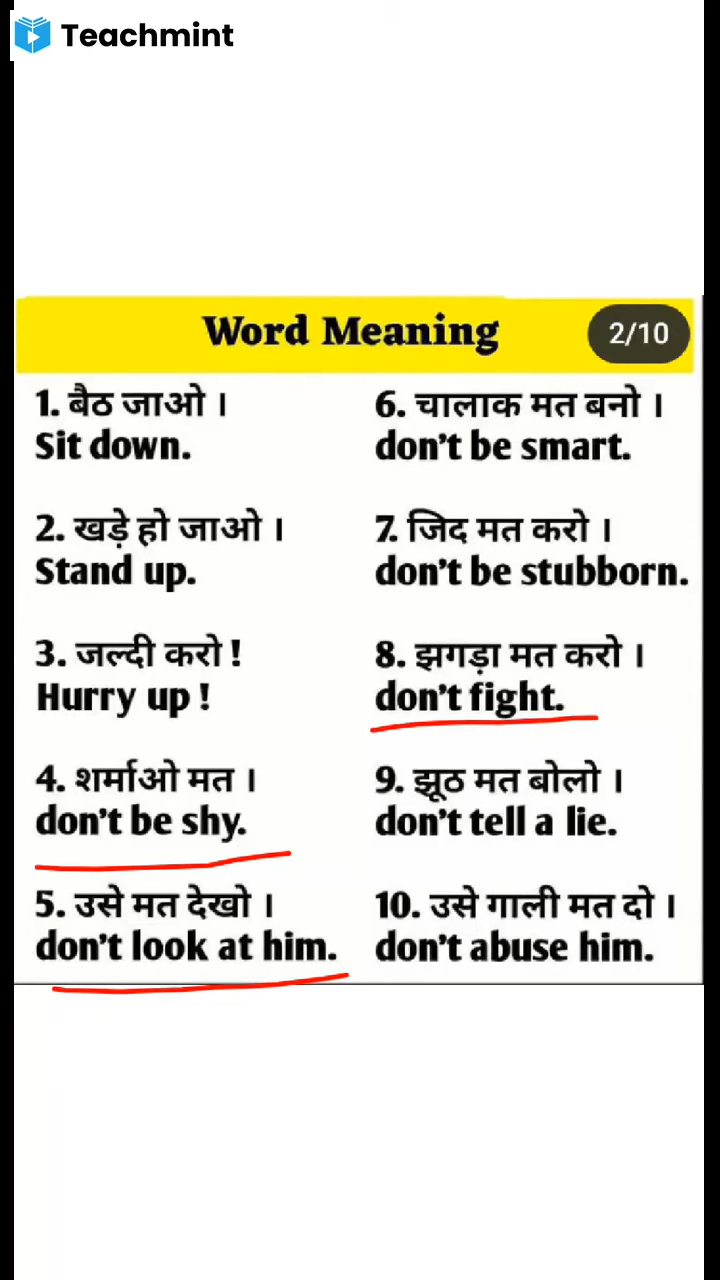 Teachmint
Word Meaning
2/10
1. बैठ जाओ ।
Sit down.
2. खड़े हो जाओ ।
Stand up.
3. जल्दी करो !
Hurry up !
4. शर्माओ मत ।
don't be shy.
5. उसे मत देखो ।
don't look at him.
6. चालाक मत बनो ।
don't be smart.
7. जिद मत करो ।
don't be stubborn.
8. झगड़ा मत करो ।
don't fight.
9. झूठ मत बोलो ।
don't tell a lie.
10. उसे गाली मत दो ।
don't abuse him.